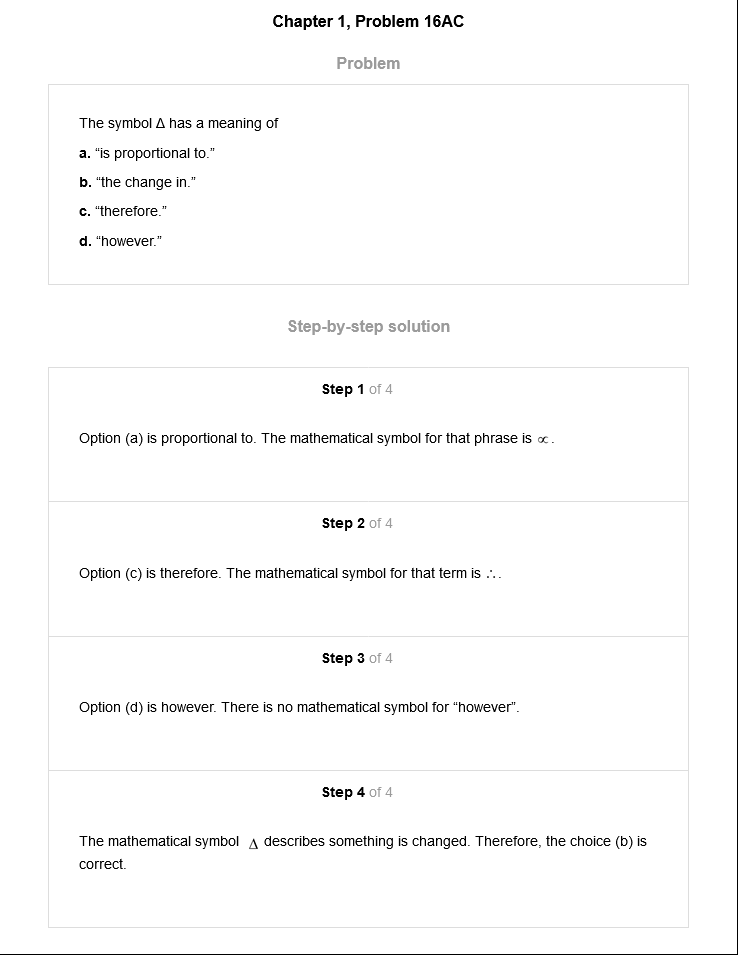 Chapter 1, Problem 16AC
Problem
The symbol Δ has a meaning of
a. “is proportional to.”
b. “the change in.”
c. “therefore.”
d. “however.”
Step-by-step solution
Step 1 of 4
Option (a) is proportional to. The mathematical symbol for that phrase is ∝.
Step 2 of 4
Option (c) is therefore. The mathematical symbol for that term is ∴.
Step 3 of 4
Option (d) is however. There is no mathematical symbol for “however”.
Step 4 of 4
The mathematical symbol Δ describes something is changed. Therefore, the choice (b) is
correct.